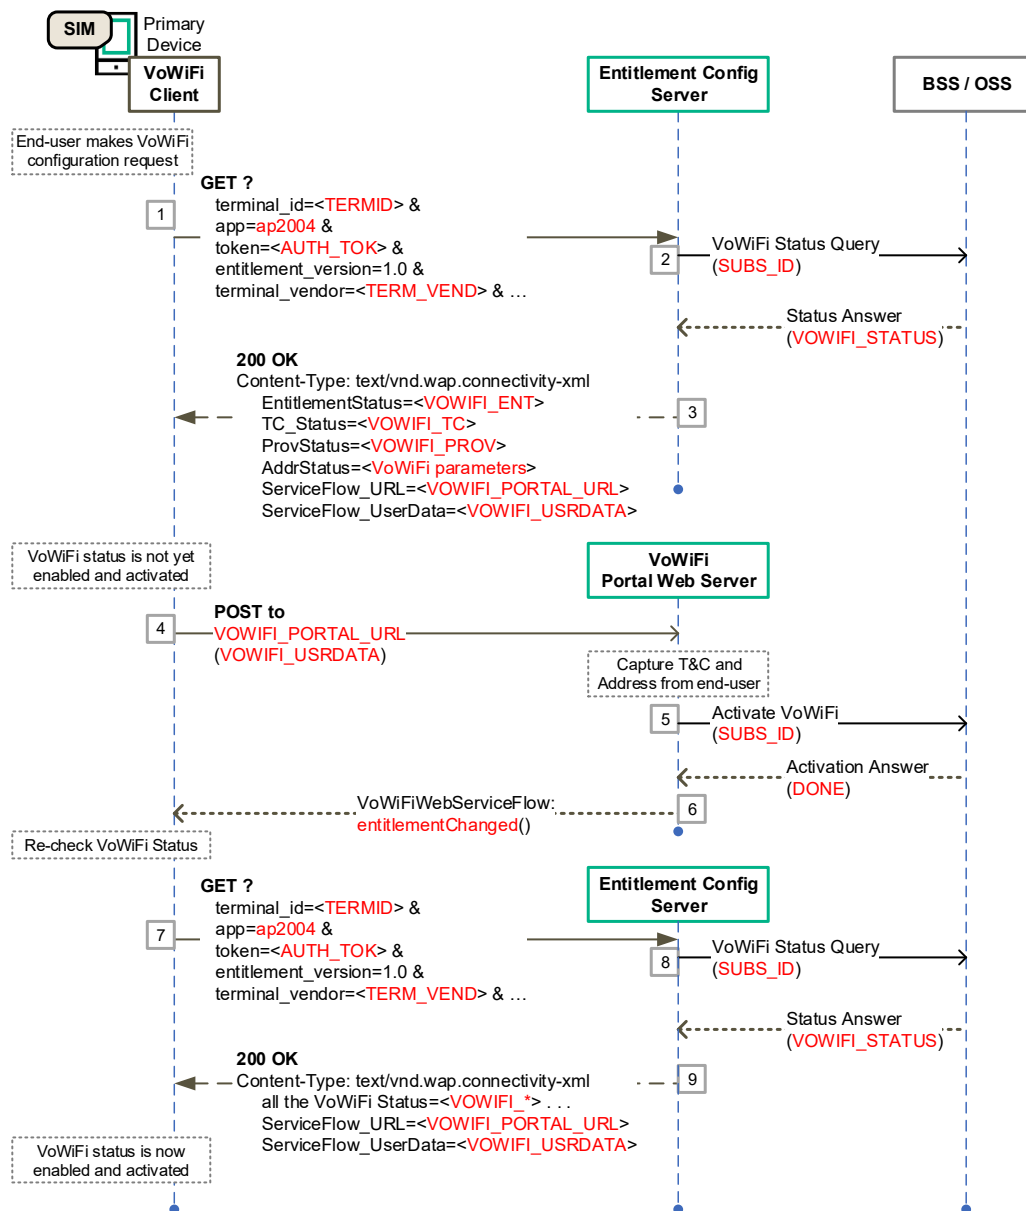 SIM
Primary
Device
VoWiFi
Client
Entitlement Config
Server
BSS / OSS
End-user makes VoWiFi
configuration request
GET ?
1
terminal_id=<TERMID> &
app=ap2004 &
token=<AUTH_TOK> &
entitlement_version=1.0 &
terminal_vendor=<TERM_VEND> & …
2
VoWiFi Status Query
(SUBS_ID)
Status Answer
(VOWIFI_STATUS)
200 OK
Content-Type: text/vnd.wap.connectivity-xml
EntitlementStatus=<VOWIFI_ENT>
3
TC_Status=<VOWIFI_TC>
ProvStatus=<VOWIFI_PROV>
AddrStatus=<VoWiFi parameters>
ServiceFlow_URL=<VOWIFI_PORTAL_URL>
ServiceFlow_UserData=<VOWIFI_USRDATA>
VoWiFi status is not yet
enabled and activated
VoWiFi
Portal Web Server
4
POST to
VOWIFI_PORTAL_URL
(VOWIFI_USRDATA)
Capture T&C and
Address from end-user
5
Activate VoWiFi
(SUBS_ID)
Activation Answer
(DONE)
6
VoWiFiWebServiceFlow:
entitlementChanged()
Re-check VoWiFi Status
Entitlement Config
Server
GET ?
7
terminal_id=<TERMID> &
app=ap2004 &
token=<AUTH_TOK> &
entitlement_version=1.0 &
terminal_vendor=<TERM_VEND> & …
8
VoWiFi Status Query
(SUBS_ID)
Status Answer
(VOWIFI_STATUS)
200 OK
9
Content-Type: text/vnd.wap.connectivity-xml
all the VoWiFi Status=<VOWIFI_*> . . .
ServiceFlow_URL=<VOWIFI_PORTAL_URL>
ServiceFlow_UserData=<VOWIFI_USRDATA>
VoWiFi status is now
enabled and activated